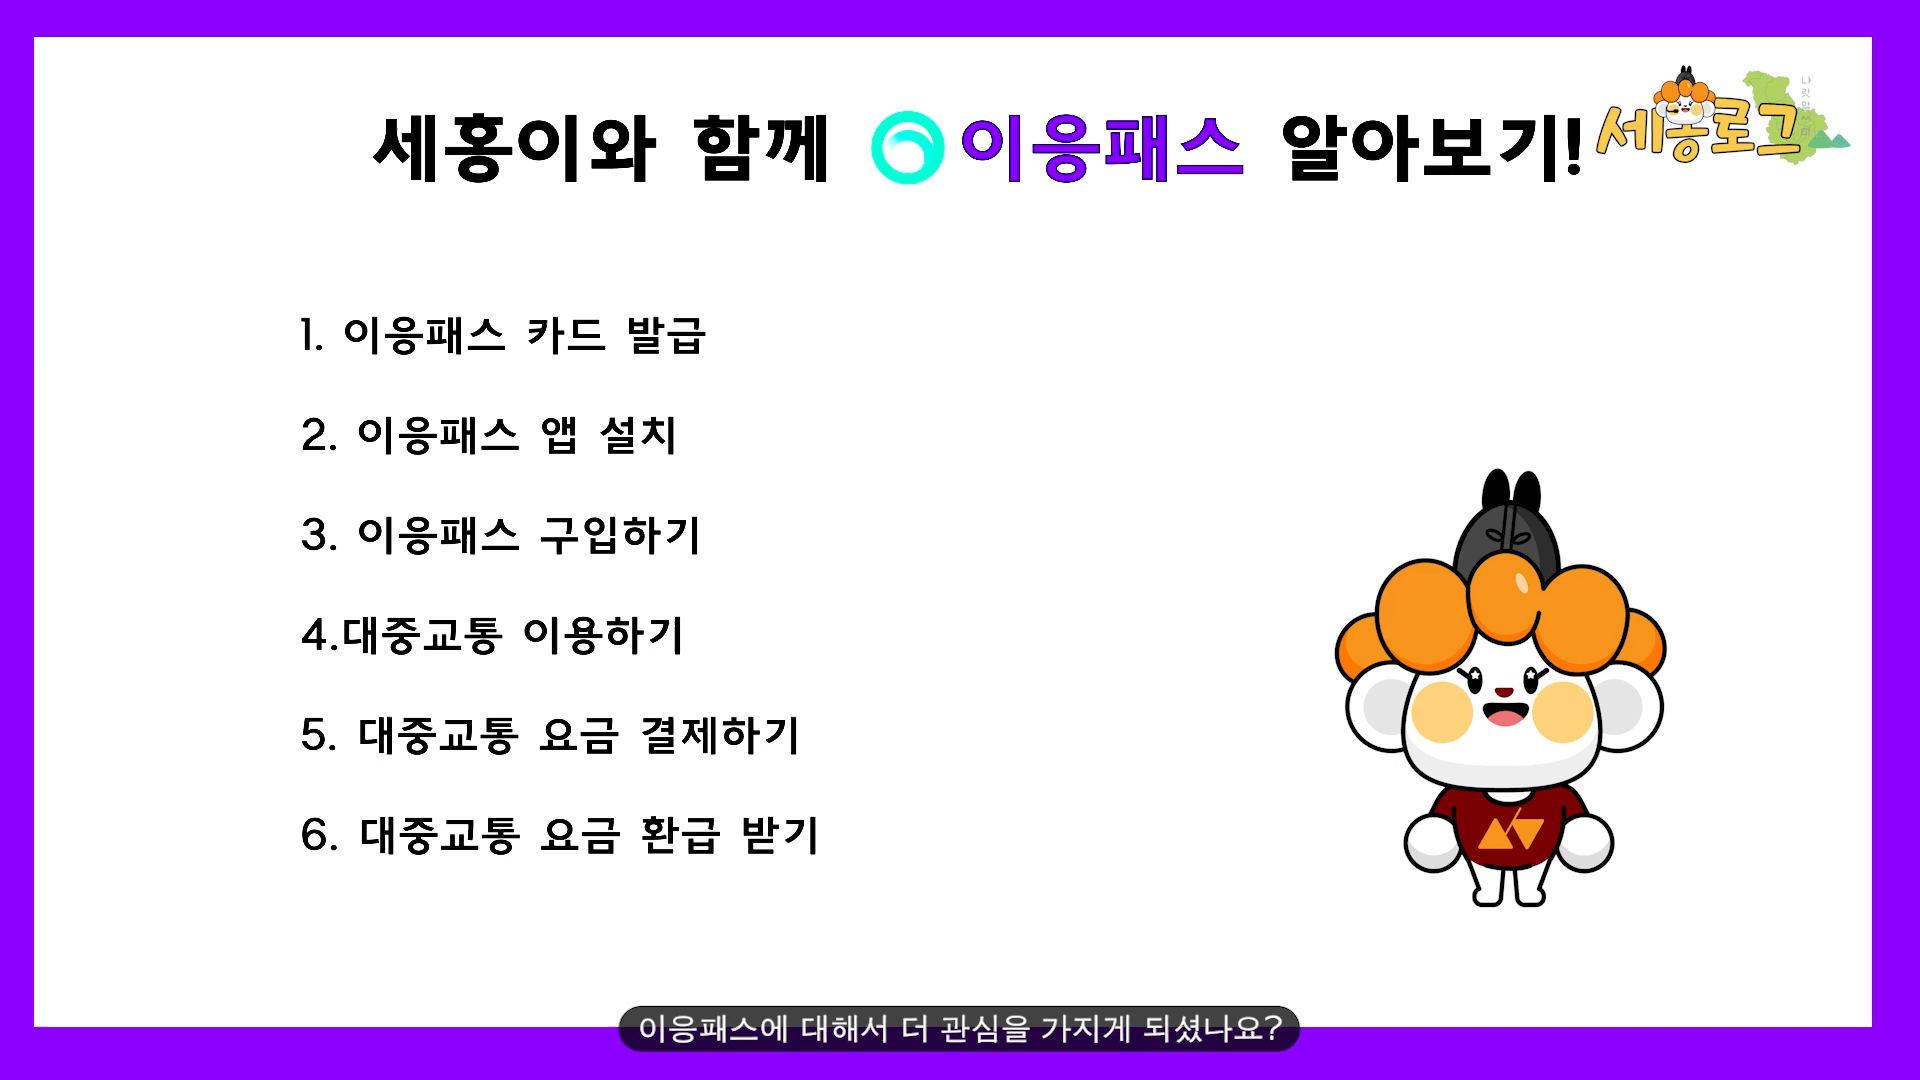 세홍이와 함께 이응패스 알아보기!
세종로그
1. 이응패스 카드 발급
2. 이응패스 앱 설치
3. 이응패스 구입하기
4.대중교통 이용하기
5. 대중교통 요금 결제하기
6. 대중교통 요금 환급 받기
이응패스에 대해서 더 관심을 가지게 되셨나요?